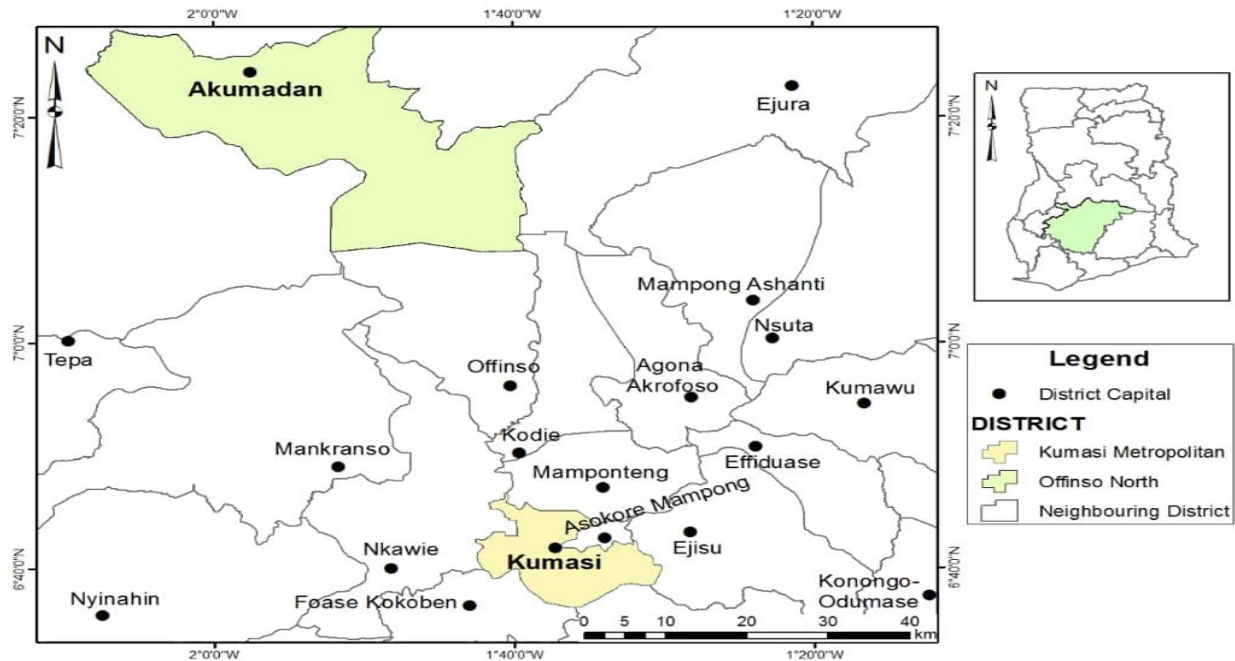 2°0'0"W
1°40'0"W
1°20'0"W
N
Akumadan
Ejura
7°20'0"N
7°20'0"N
N
Mampong Ashanti
Nsuta
7°0'0"N
7°0'0"N
Tepa
Offinso
Agona
Akrofoso
Kumawu
Kodie
Mankranso
Effiduase
Mamponteng
Asokore Mampong
Nkawie
Kumasi
Ejisu
6°40'0"N
6°40'0"N
Nyinahin
Foase Kokoben
Konongo-
Odumase
0 5 10 20 30 40
km
2°0'0"W
1°40'0"W
1°20'0"W
Legend
District Capital
DISTRICT
Kumasi Metropolitan
Offinso North
Neighbouring District